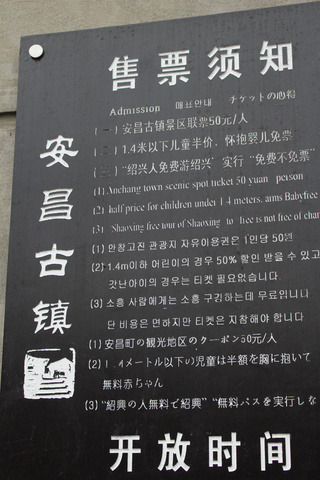 安昌古镇
售票须知
Admission 매표안내 チケットの心得
(一)安昌古镇景区联票50元/人
(二)1.4米以下儿童半价,怀抱婴儿免票
(三)"绍兴人免费游绍兴"实行"免费不免票"
(1)Anchang town scenic spot ticket 50 yuan person
(2) half price for children under 1.4 meters, arms Babyfree
(3) "Shaoxing free tour of Shaoxing to "free is not free of char
(1) 안창고진 관광지 자유이용권은 1인당 50원
(2) 1.4m이하 어린이의 경우 50% 할인 받을 수 있고
갓난아이의 경우는 티켓 필요없습니다
(3) 소흥 사람에게는 소흥 구경하는데 무료입니다
단 비용은 면하지만 티켓은 지참해야 합니다
(1) 安昌町の観光地区のクーポン50元/人
(2) 1.4メートル以下の児童は半額を胸に抱いて
無料赤ちゃん
(3) "紹興の人無料で紹興" "無料バスを実行しな
开放时间